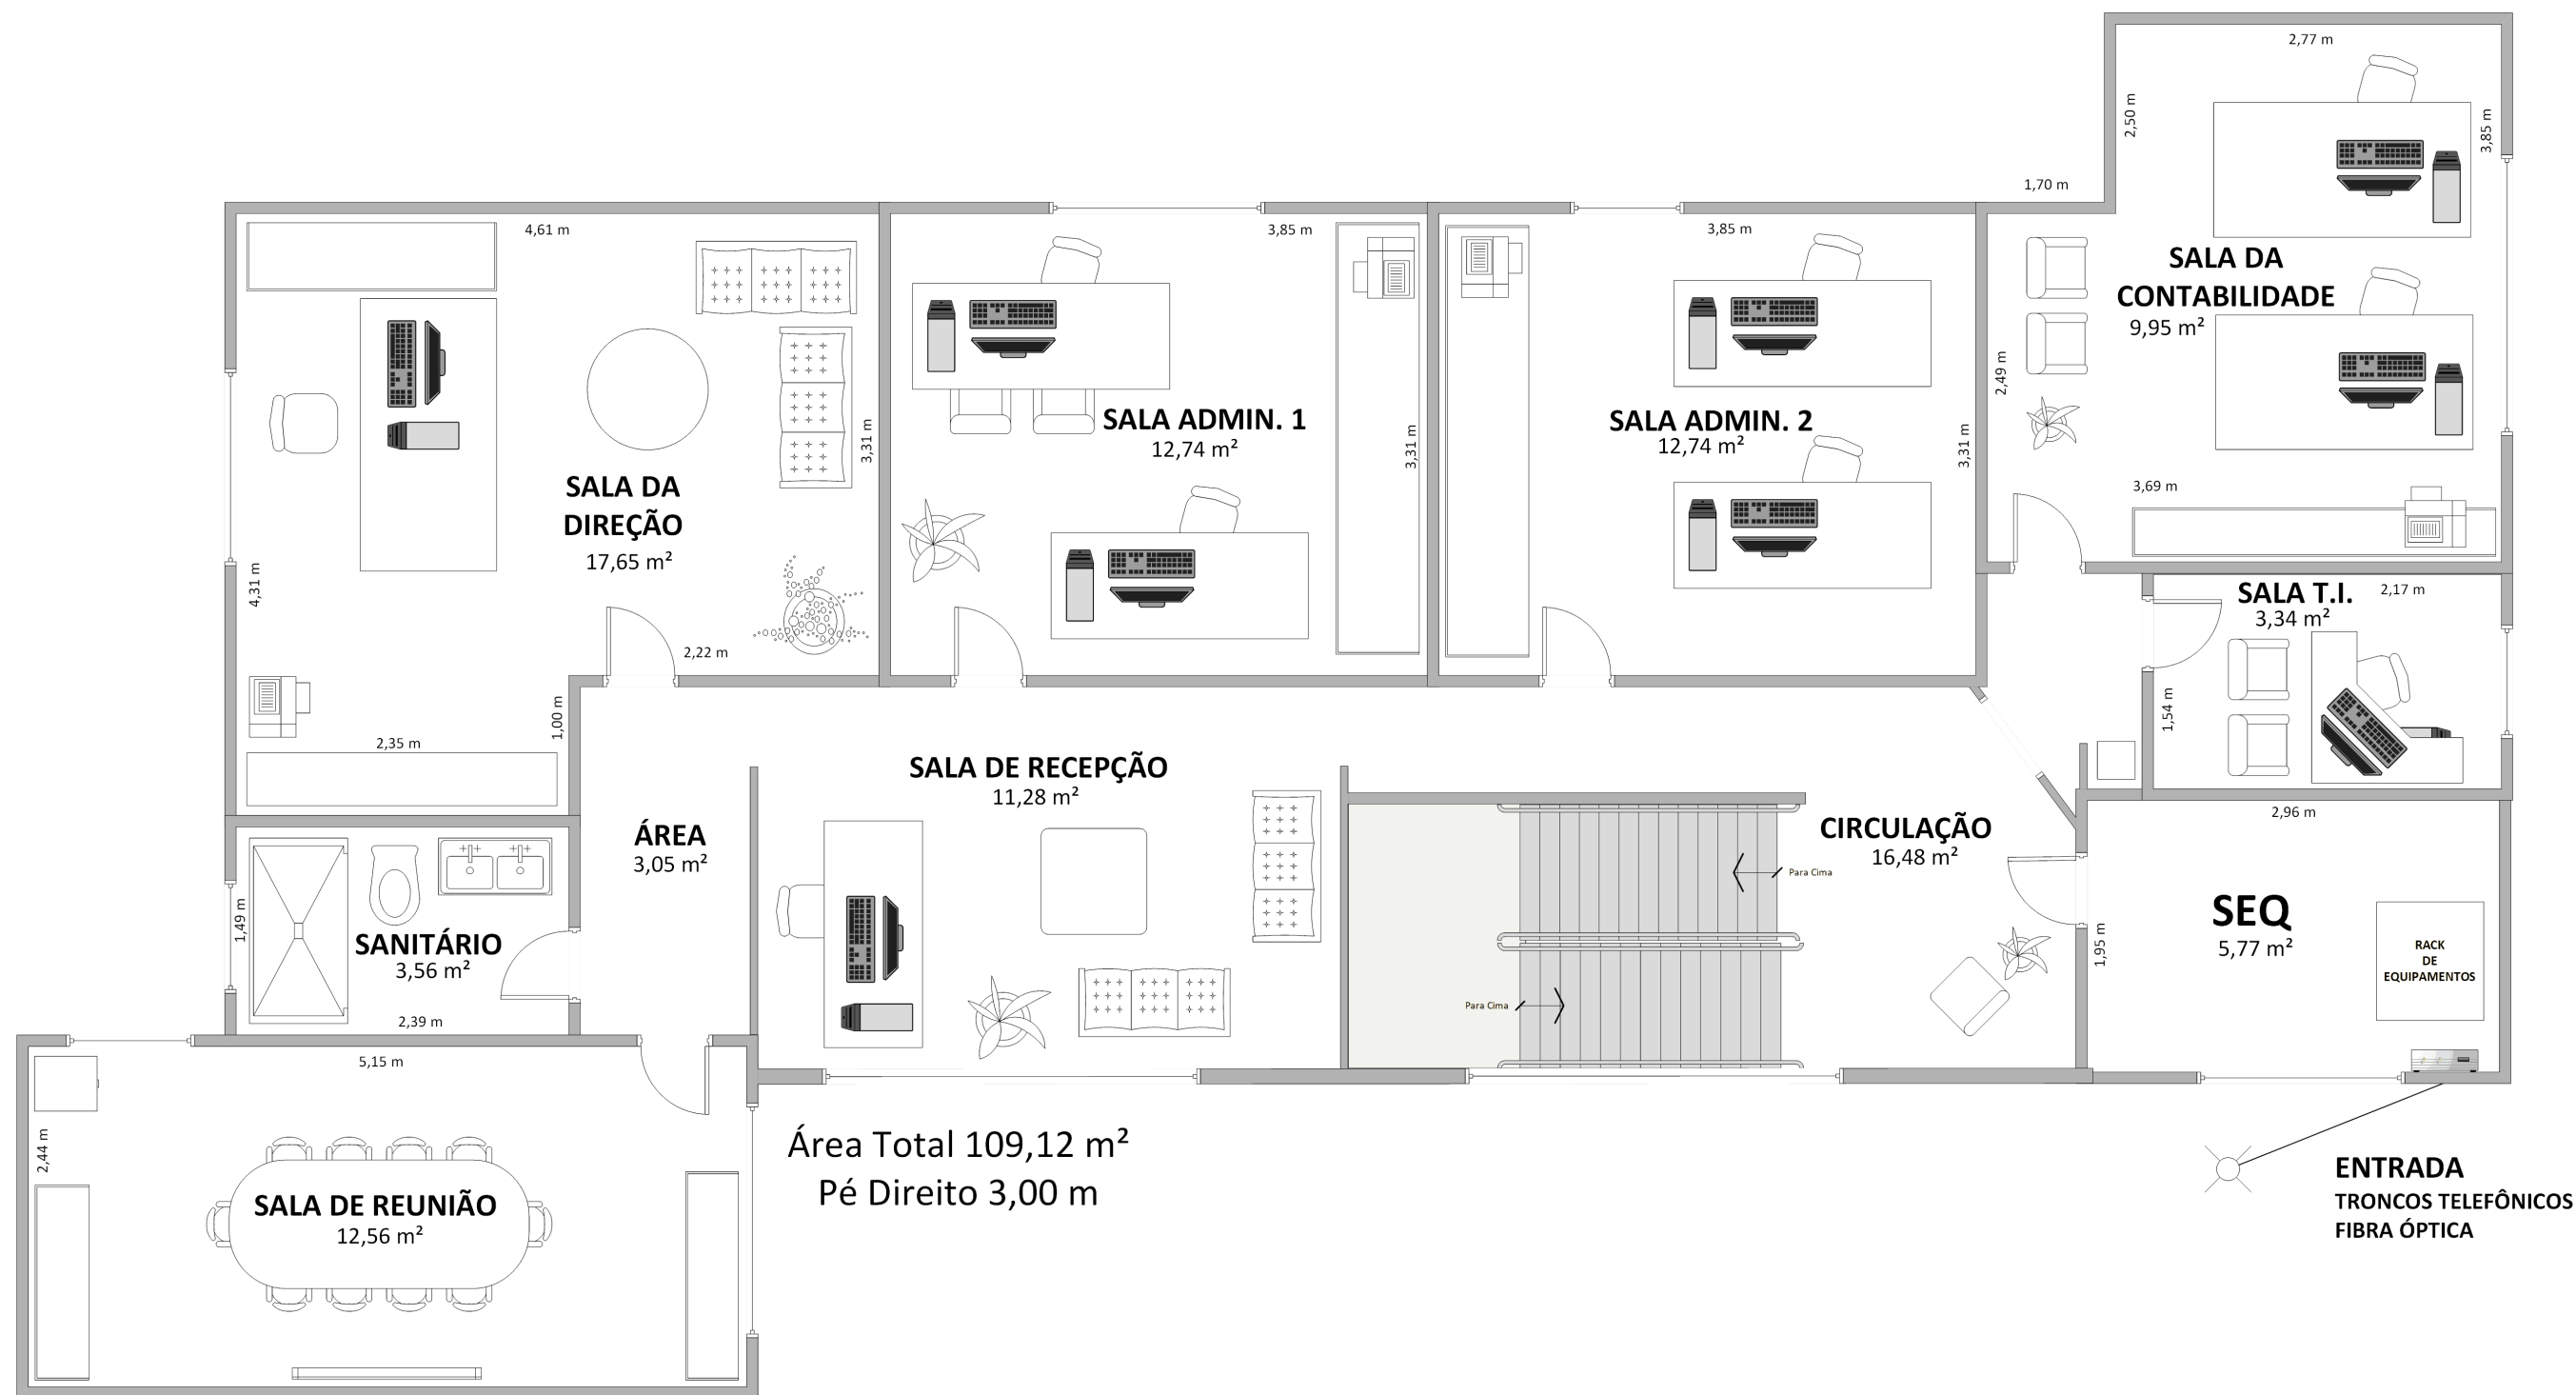 2,77 m
2,50 m
3,85 m
1,70 m
4,61 m
3,85 m
3,85 m
SALA DA
CONTABILIDADE
9,95 m²
2,49 m
3,69 m
SALA ADMIN. 1
12,74 m²
3,31 m
3,31 m
SALA ADMIN. 2
12,74 m²
3,31 m
SALA DA
DIREÇÃO
17,65 m²
4,31 m
2,22 m
1,00 m
2,35 m
SALA T.I.
3,34 m²
2,17 m
1,54 m
SALA DE RECEPÇÃO
11,28 m²
ÁREA
3,05 m²
CIRCULAÇÃO
16,48 m²
Para Cima
Para Cima
2,96 m
SEQ
5,77 m²
1,95 m
RACK
DE
EQUIPAMENTOS
1,49 m
SANITÁRIO
3,56 m²
2,39 m
5,15 m
2,44 m
SALA DE REUNIÃO
12,56 m²
Área Total 109,12 m²
Pé Direito 3,00 m
ENTRADA
TRONCOS TELEFÔNICOS
FIBRA ÓPTICA